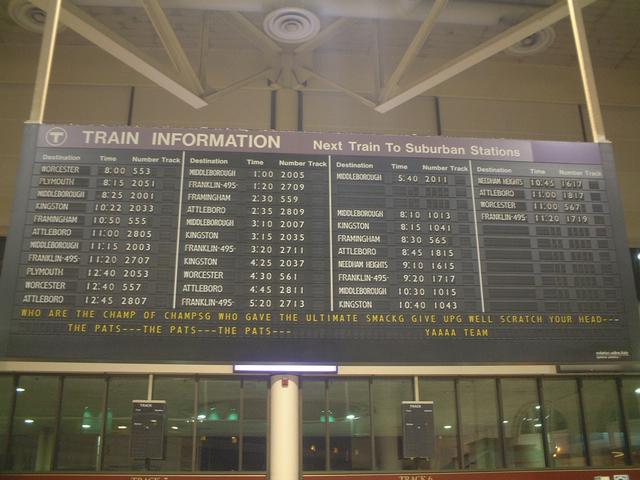 T TRAIN INFORMATION Next Train To Suburban Stations
Destination Time Number Track
WORCESTER 8:00 553
PLYMOUTH 8:15 2051
MIDDLEBOROUGH 8:25 2001
KINGSTON 10:22 2033
FRAMINGHAM 10:50 555
ATTLEBORO 11:00 2805
MIDDLEBOROUGH 11:15 2003
FRANKLIN-495 11:20 2707
PLYMOUTH 12:40 2053
WORCESTER 12:40 557
ATTLEBORO 12:45 2807
Destination Time Number Track
MIDDLEBOROUGH 1:00 2005
FRANKLIN-495 1:20 2709
FRAMINGHAM 2:30 559
ATTLEBORO 2:35 2809
MIDDLEBOROUGH 3:10 2007
KINGSTON 3:15 2035
FRANKLIN-495 3:20 2711
KINGSTON 4:25 2037
WORCESTER 4:30 561
ATTLEBORO 4:45 2811
FRANKLIN-495 5:20 2713
Destination Time Number Track
MIDDLEBOROUGH 5:40 2011
MIDDLEBOROUGH 8:10 1013
KINGSTON 8:15 1041
FRAMINGHAM 8:30 565
ATTLEBORO 8:45 1815
NEEDHAM HEIGHTS 9:10 1615
FRANKLIN-495 9:20 1717
MIDDLEBOROUGH 10:30 1015
KINGSTON 10:40 1043
Destination Time Number Track
NEEDHAM HEIGHTS 10:45 1617
ATTLEBORO 11:00 1817
WORCESTER 11:00 567
FRANKLIN-495 11:20 1719
WHO ARE THE CHAMP OF CHAMPSG WHO GAVE THE ULTIMATE SMACKG GIVE UPG WELL SCRATCH YOUR HEAD---
THE PATS---THE PATS---THE PATS--- YAAAA TEAM
TRACK
TRACK
TRACK 7
TRACK 6